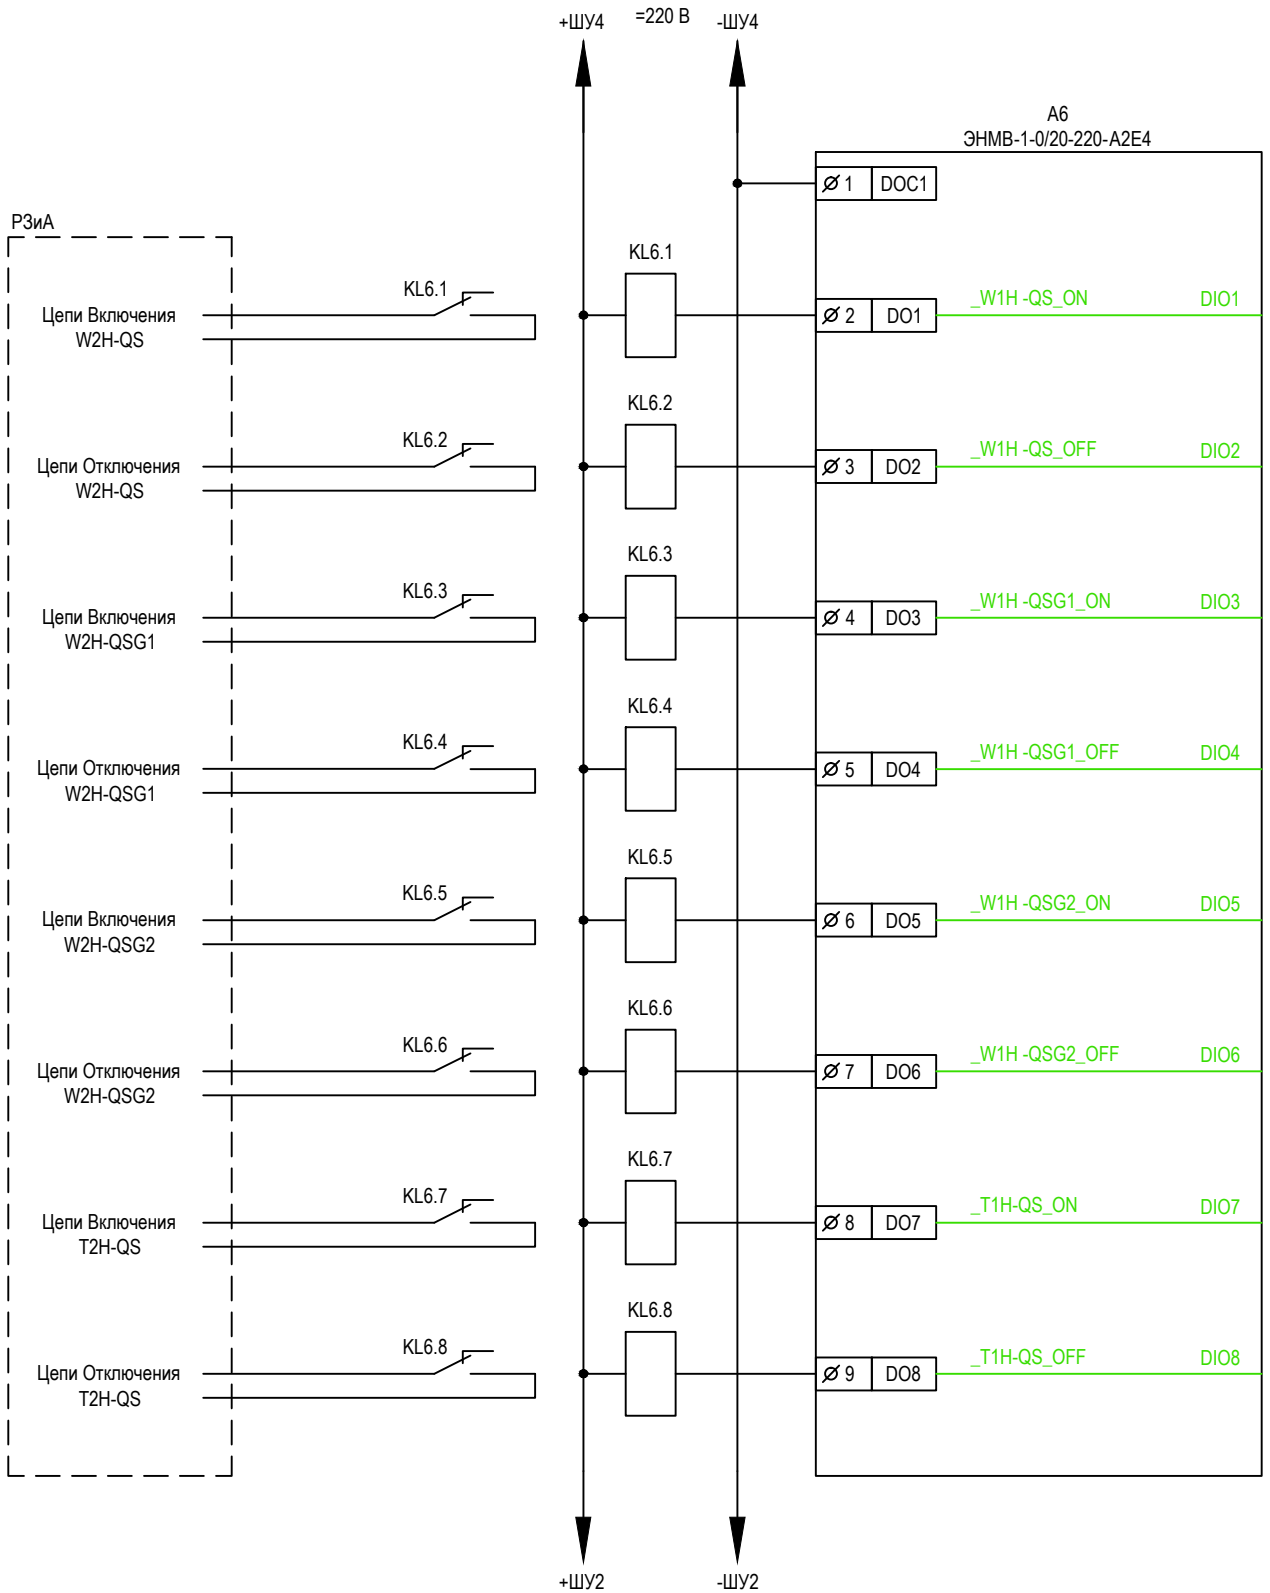 +ШУ4 =220 В -ШУ4
A6
ЭНМВ-1-0/20-220-А2Е4
1 DOC1
РЗиА
KL6.1
KL6.1
Цепи Включения
W2H-QS
2 DO1
_W1H -QS_ON
DIO1
KL6.2
KL6.2
Цепи Отключения
W2H-QS
3 DO2
_W1H -QS_OFF
DIO2
KL6.3
KL6.3
Цепи Включения
W2H-QSG1
4 DO3
_W1H -QSG1_ON
DIO3
KL6.4
KL6.4
Цепи Отключения
W2H-QSG1
5 DO4
_W1H -QSG1_OFF
DIO4
KL6.5
KL6.5
Цепи Включения
W2H-QSG2
6 DO5
_W1H -QSG2_ON
DIO5
KL6.6
KL6.6
Цепи Отключения
W2H-QSG2
7 DO6
_W1H -QSG2_OFF
DIO6
KL6.7
KL6.7
Цепи Включения
T2H-QS
8 DO7
_T1H-QS_ON
DIO7
KL6.8
KL6.8
Цепи Отключения
T2H-QS
9 DO8
_T1H-QS_OFF
DIO8
+ШУ2 -ШУ2